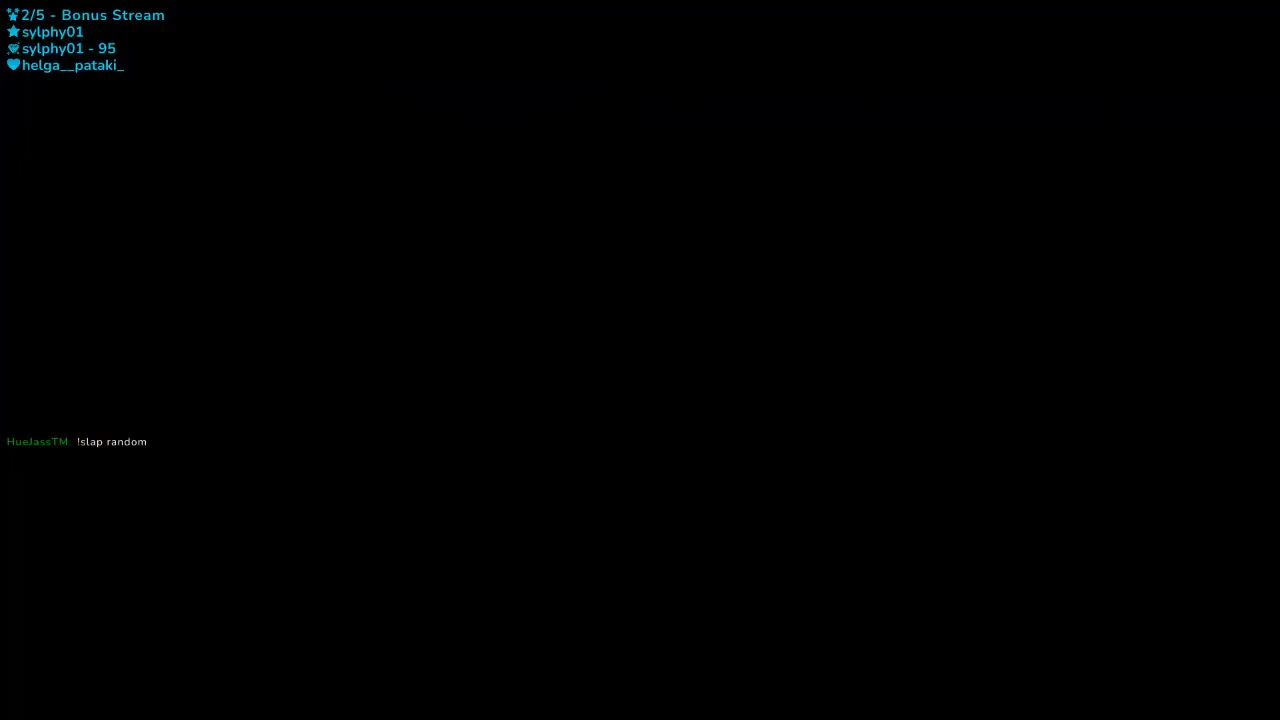 2/5 - Bonus Stream
sylphy01
sylphy01 - 95
helga__pataki_
HueJassTM: !slap random